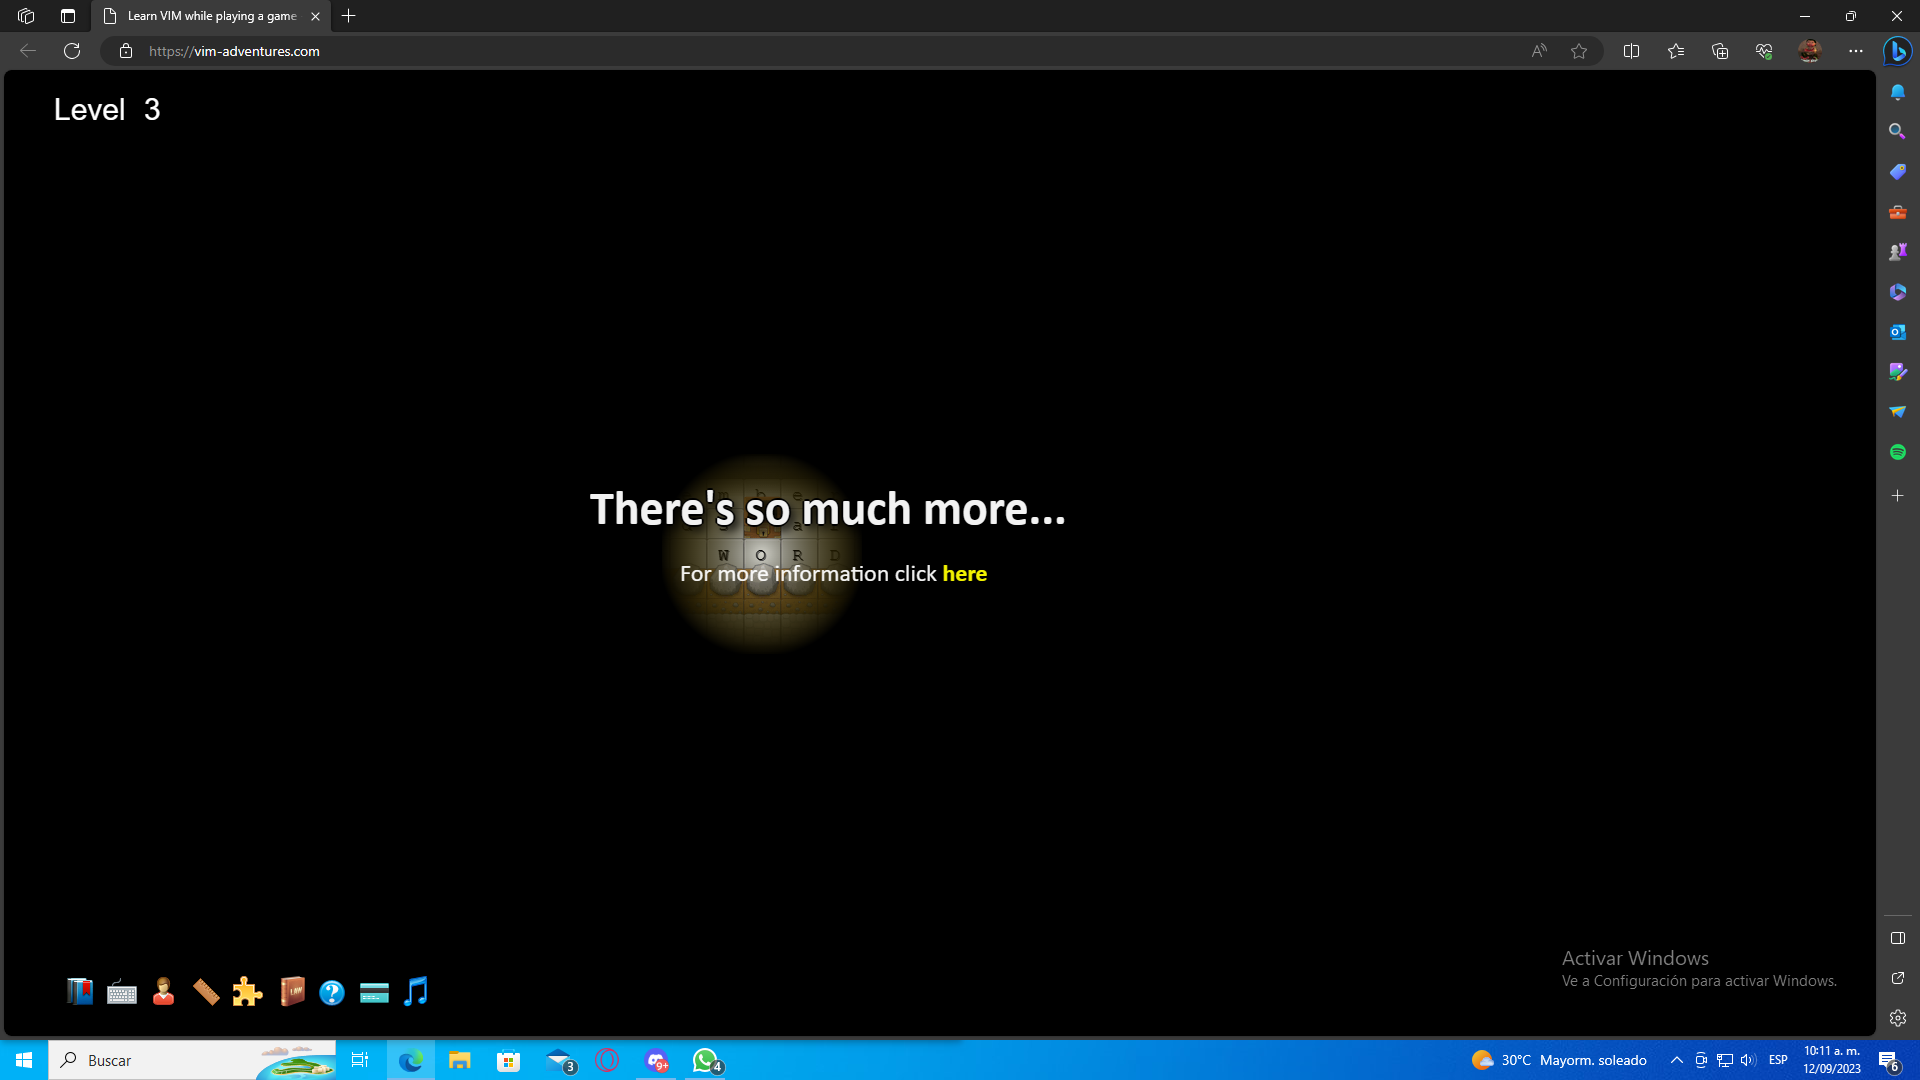 Learn VIM while playing a game
https://vim-adventures.com
Level 3
b e
a
There's so much more...
W O R D
For more information click here
LAW
Activar Windows
Ve a Configuración para activar Windows.
Buscar
3
9+
4
30°C Mayorm. soleado
ESP
10:11 a. m.
12/09/2023
6